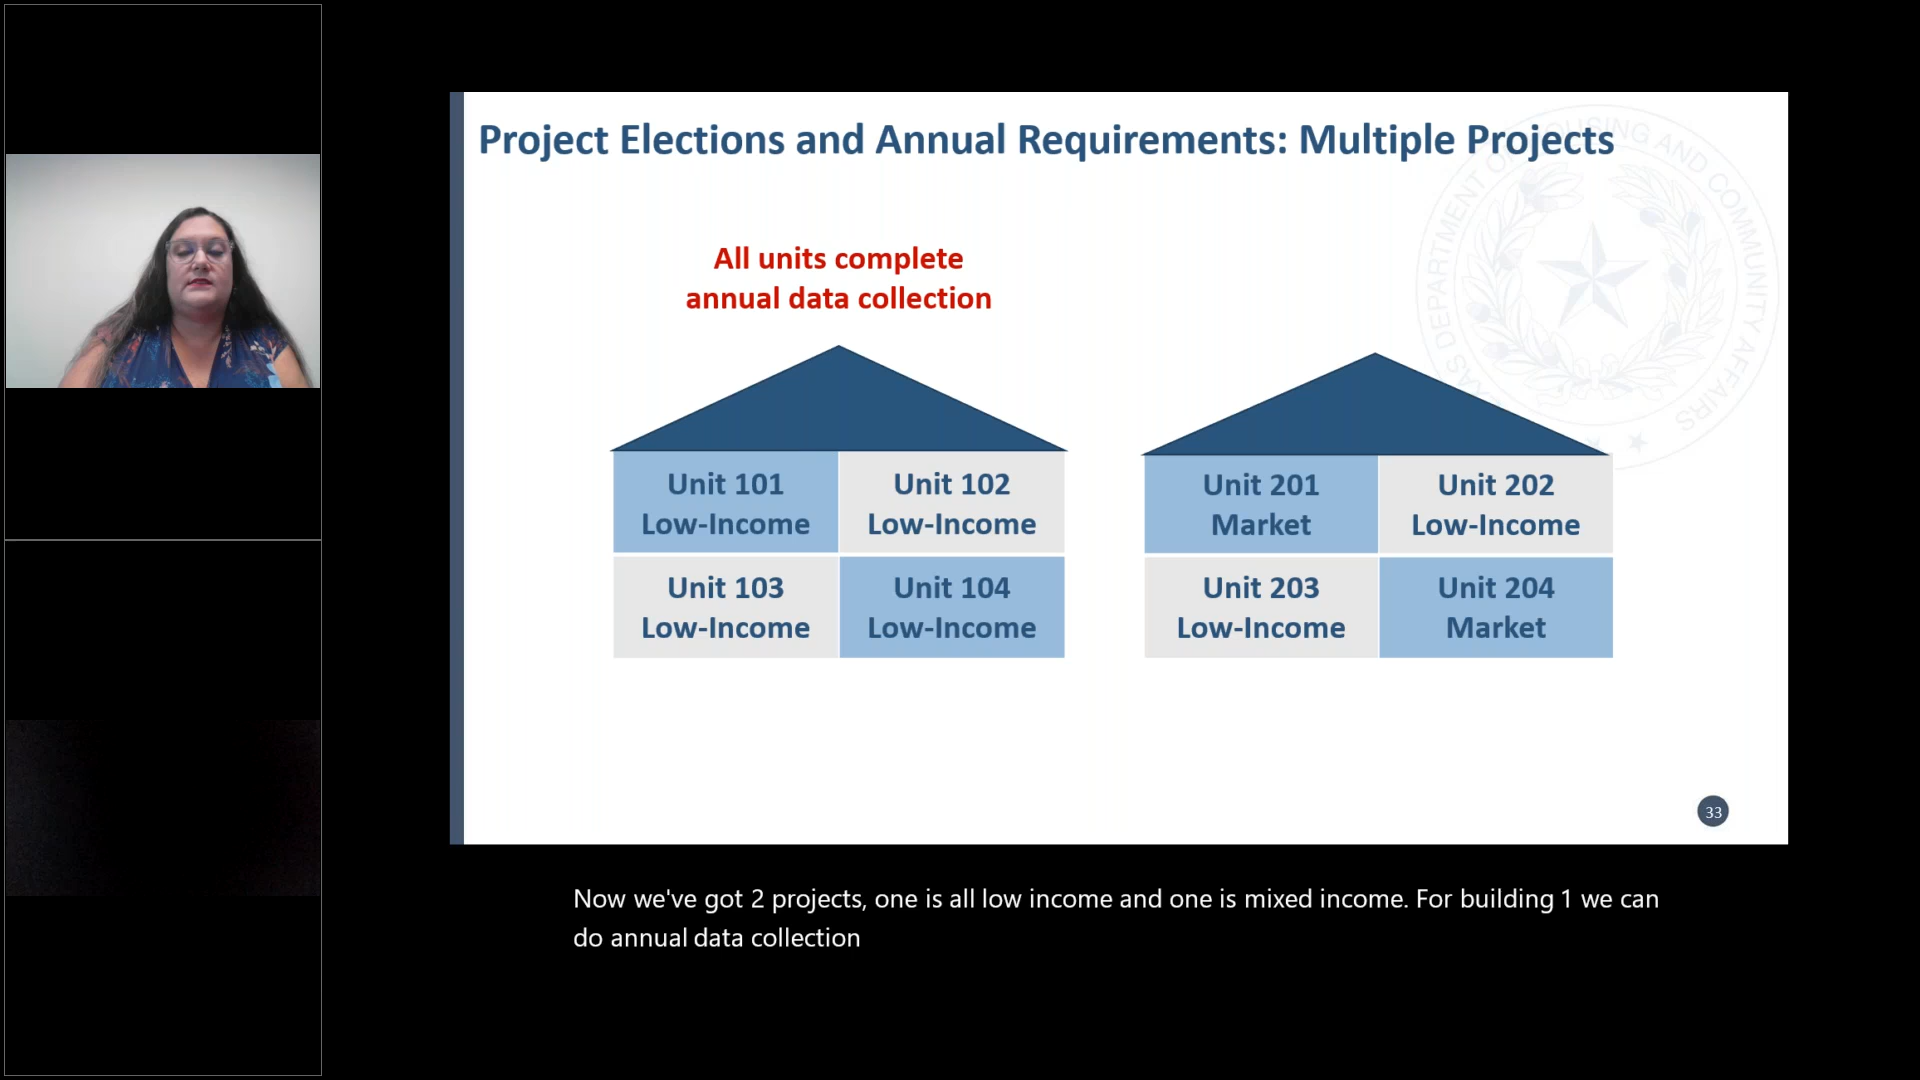 Project Elections and Annual Requirements: Multiple Projects
All units complete
annual data collection
Unit 101
Low-Income
Unit 102
Low-Income
Unit 103
Low-Income
Unit 104
Low-Income
Unit 201
Market
Unit 202
Low-Income
Unit 203
Low-Income
Unit 204
Market
33
Now we've got 2 projects, one is all low income and one is mixed income. For building 1 we can
do annual data collection